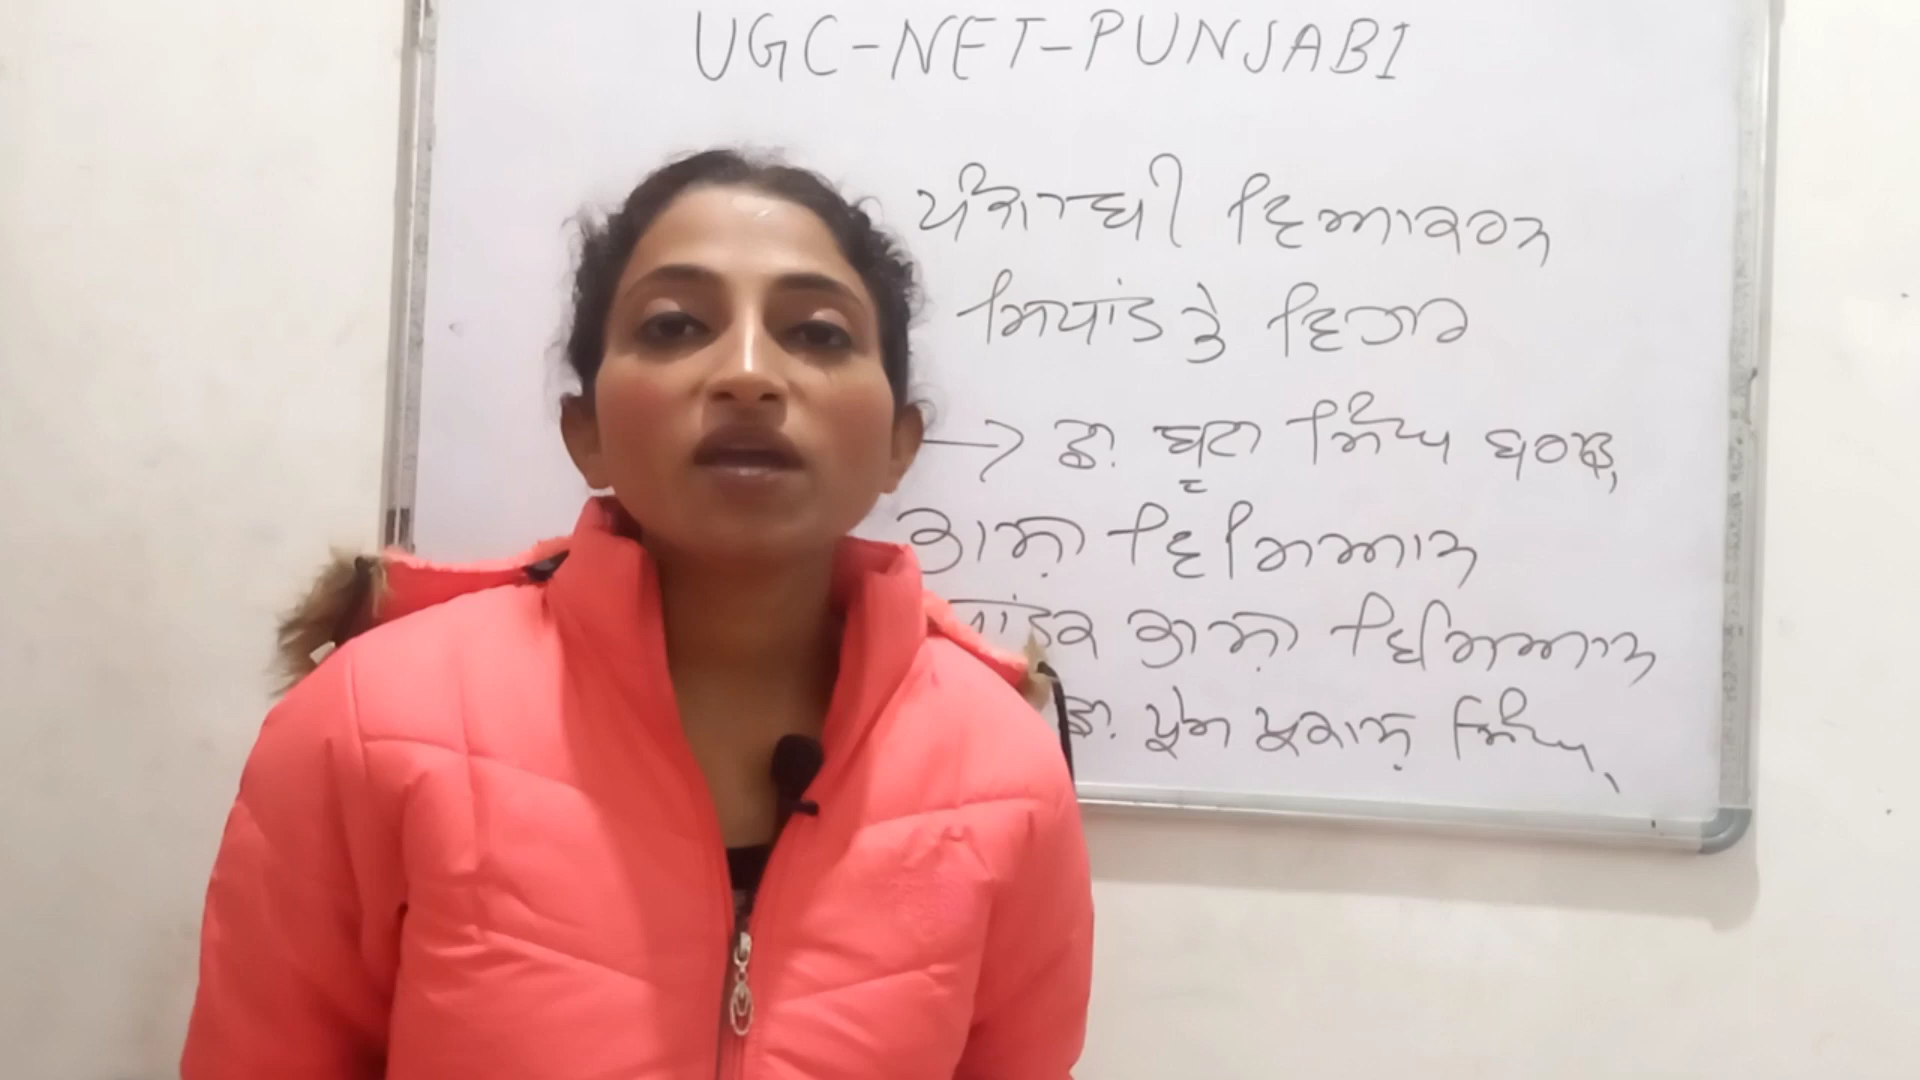 UGC-NET-PUNJABI
ਪੰਜਾਬੀ ਵਿਆਕਰਨ
ਸਿਧਾਂਤ ਤੇ ਵਿਹਾਰ
→ ਡਾ. ਬੂਟਾ ਸਿੰਘ ਬਰਾੜ,
ਭਾਸ਼ਾ ਵਿਗਿਆਨ
ਭਾਸ਼ਾ ਵਿਗਿਆਨ
ਡਾ. ਪ੍ਰੇਮ ਪ੍ਰਕਾਸ਼ ਸਿੰਘ,